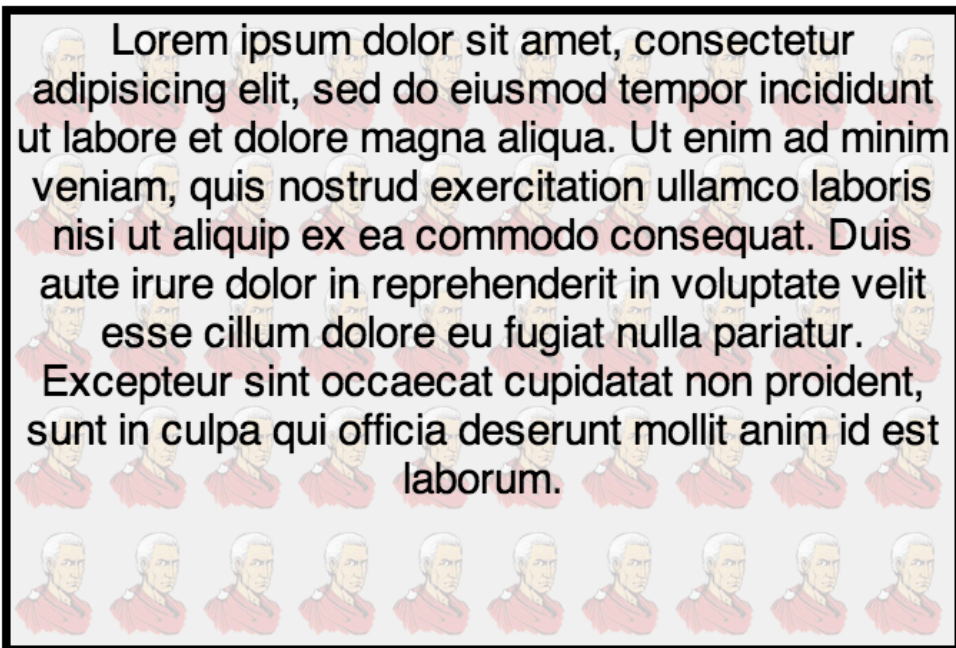 Lorem ipsum dolor sit amet, consectetur
adipisicing elit, sed do eiusmod tempor incididunt
ut labore et dolore magna aliqua. Ut enim ad minim
veniam, quis nostrud exercitation ullamco laboris
nisi ut aliquip ex ea commodo consequat. Duis
aute irure dolor in reprehenderit in voluptate velit
esse cillum dolore eu fugiat nulla pariatur.
Excepteur sint occaecat cupidatat non proident,
sunt in culpa qui officia deserunt mollit anim id est
laborum.